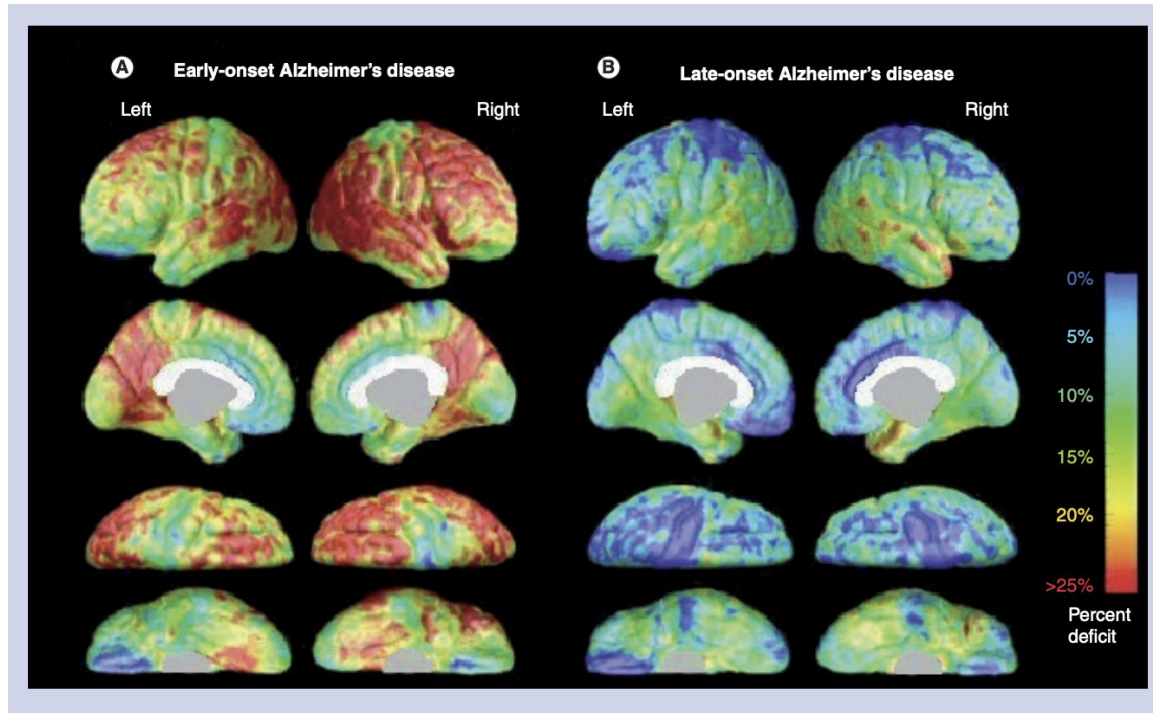 A Early-onset Alzheimer's disease
Left
Right
B Late-onset Alzheimer's disease
Left
Right
0%
5%
10%
15%
20%
>25%
Percent
deficit